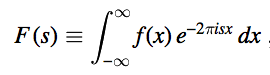 F(s) ≡ ∫_{-∞}^{∞} f(x) e^{-2πisx} dx .